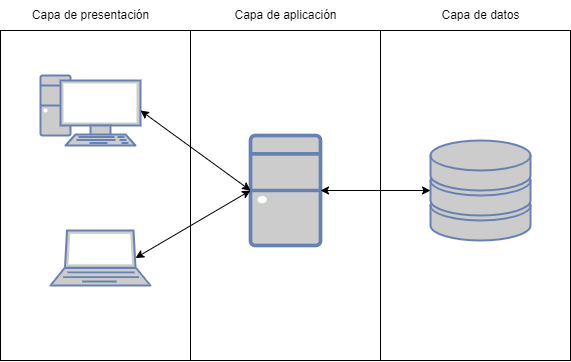 Capa de presentación
Capa de aplicación
Capa de datos